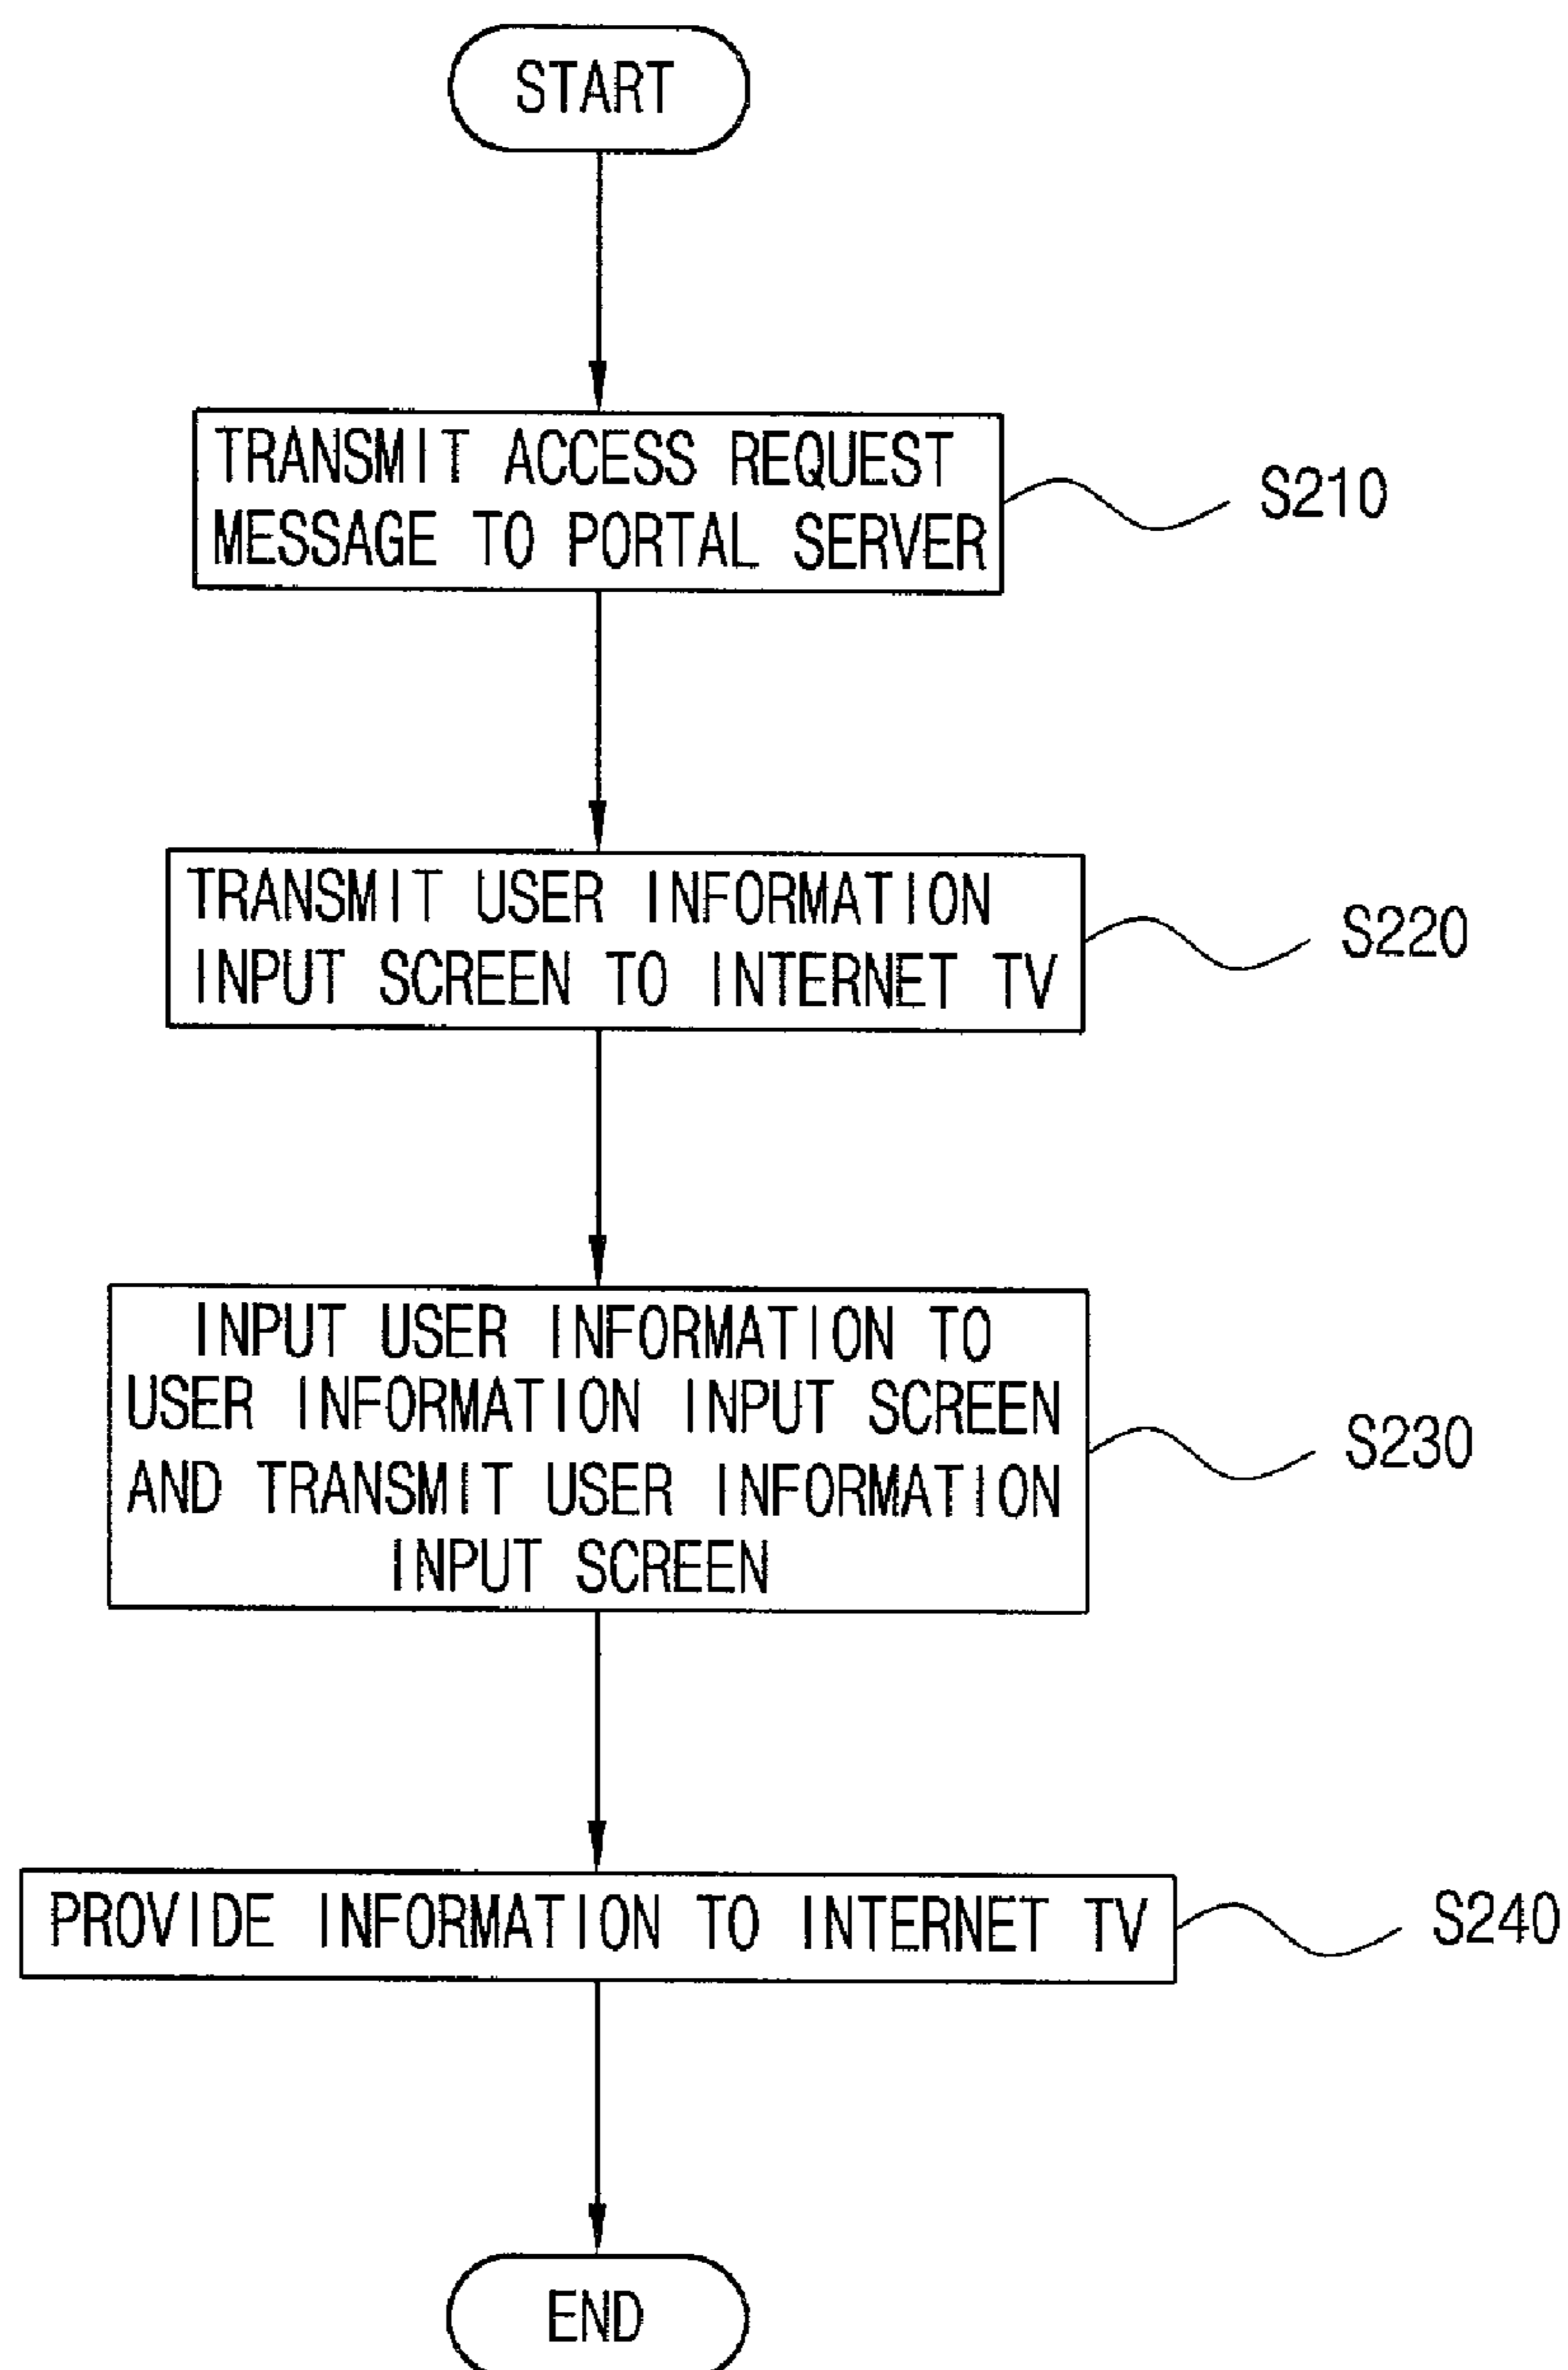 START
TRANSMIT ACCESS REQUEST
MESSAGE TO PORTAL SERVER
S210
TRANSMIT USER INFORMATION
INPUT SCREEN TO INTERNET TV
S220
INPUT USER INFORMATION TO
USER INFORMATION INPUT SCREEN
AND TRANSMIT USER INFORMATION
INPUT SCREEN
S230
PROVIDE INFORMATION TO INTERNET TV
S240
END